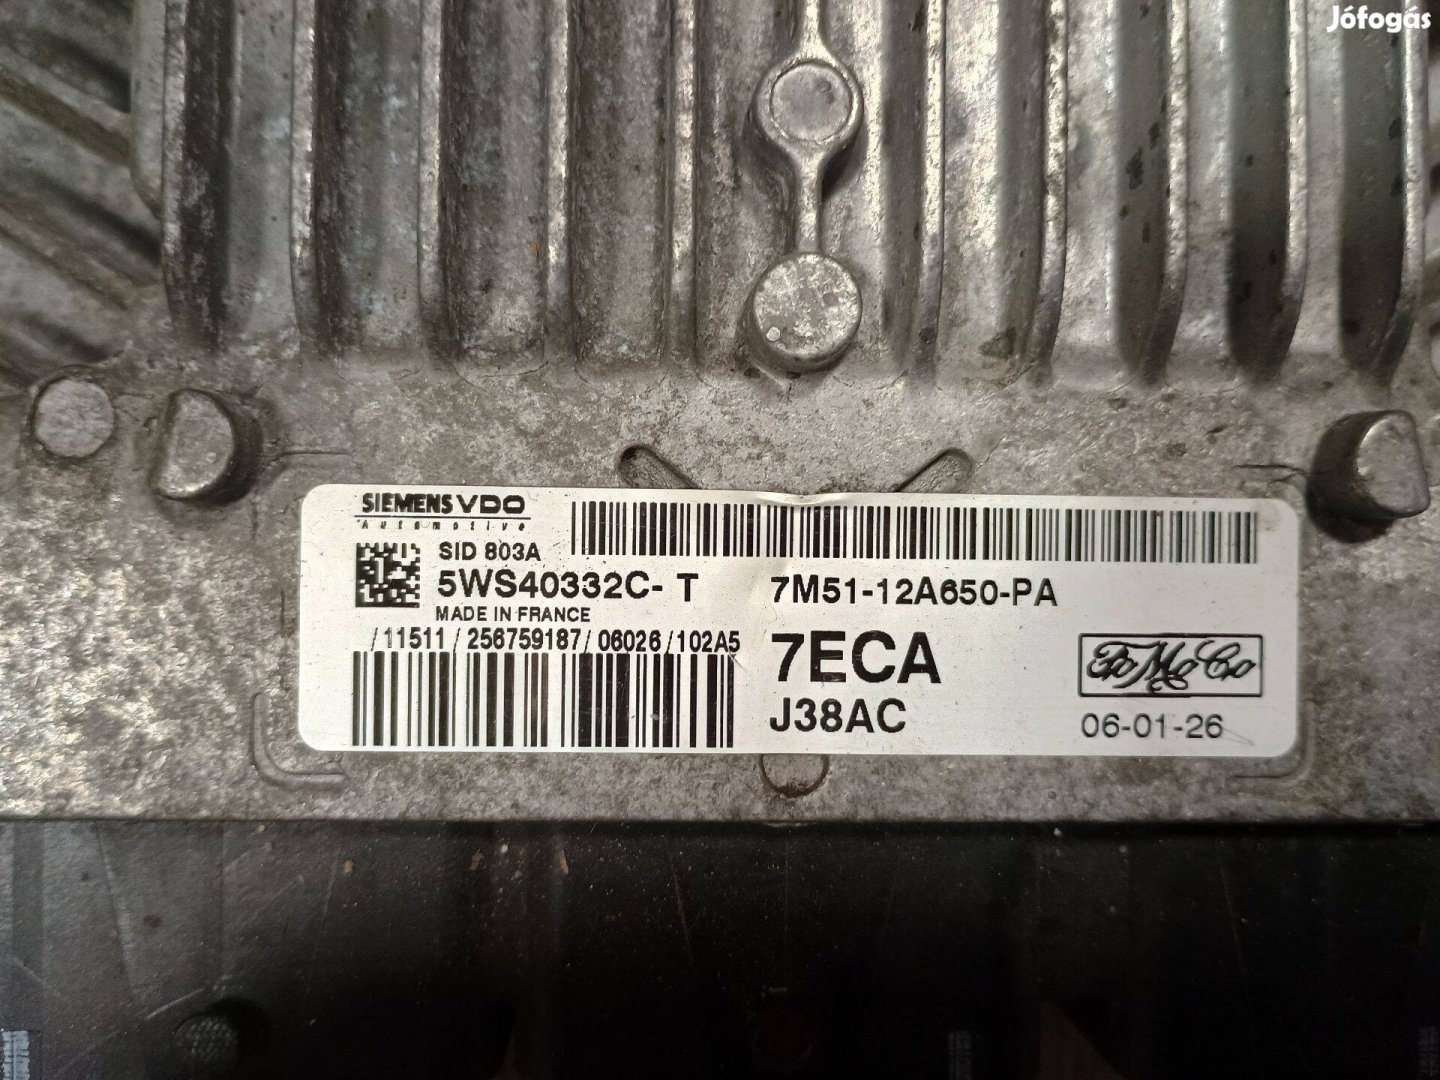 Jófogás
SIEMENS VDO
Automotive
SID 803A
5WS40332C-T 7M51-12A650-PA
MADE IN FRANCE
/11511/256759187/06026/102A5
7ECA
FoMoCo
J38AC
06-01-26